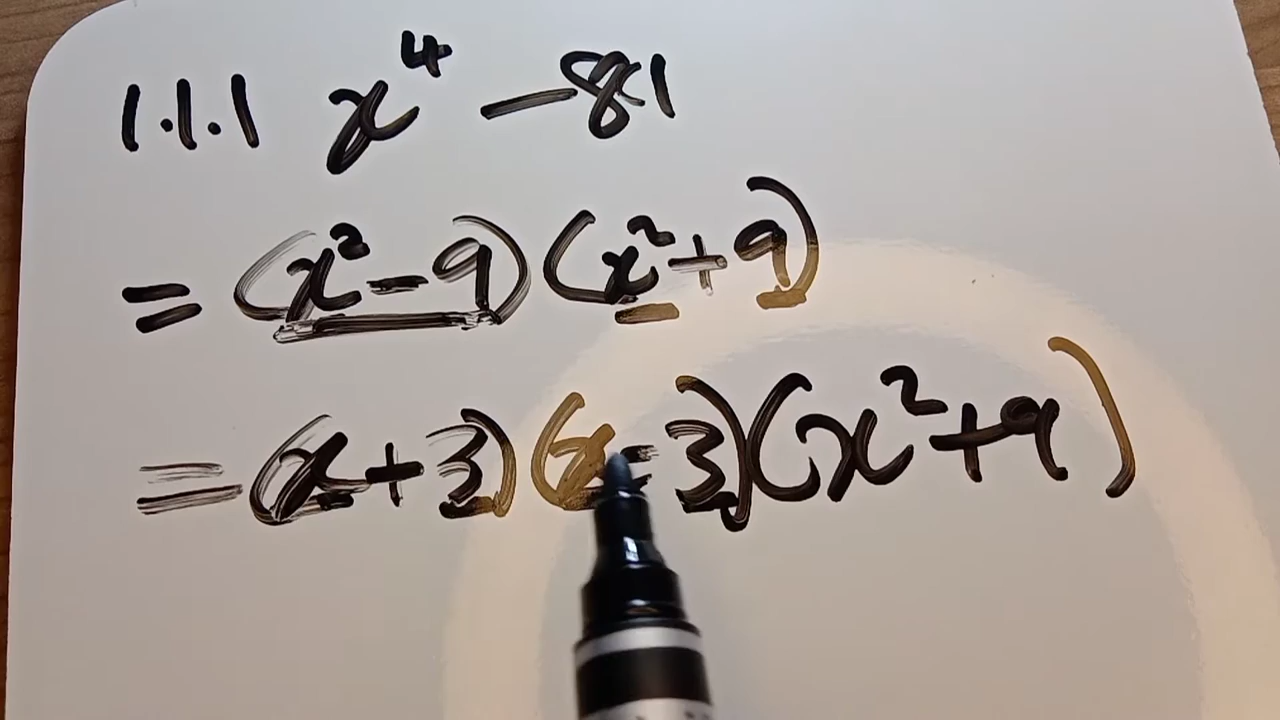 1.1.1 x⁴ - 81
= (x² - 9)(x² + 9)
= (x + 3)(x - 3)(x² + 9)